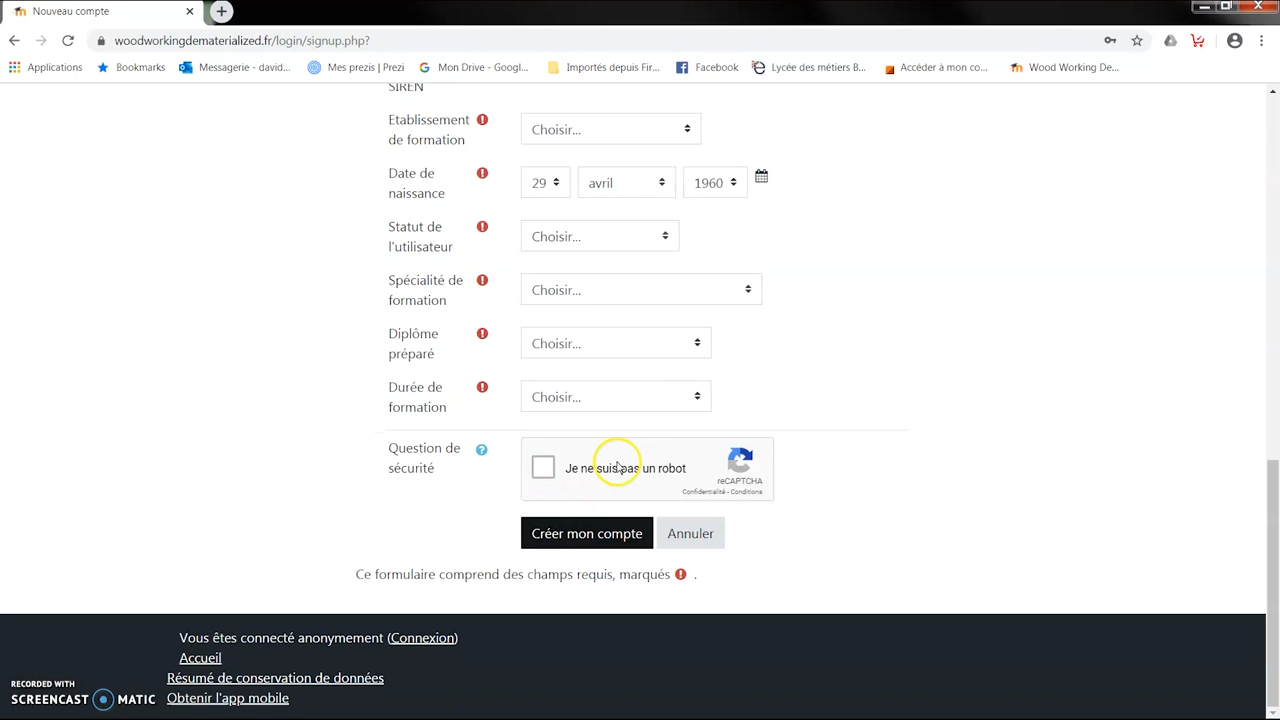 Nouveau compte
woodworkingdematerialized.fr/login/signup.php?
Applications Bookmarks Messagerie - david... Mes prezis | Prezi Mon Drive - Googl... Importés depuis Fir... Facebook Lycée des métiers B... Accéder à mon co... Wood Working De...
SIREN
Etablissement
de formation
Choisir...
Date de
naissance
29 avril 1960
Statut de
l'utilisateur
Choisir...
Spécialité de
formation
Choisir...
Diplôme
préparé
Choisir...
Durée de
formation
Choisir...
Question de
sécurité
Je ne suis pas un robot
reCAPTCHA
Confidentialité - Conditions
Créer mon compte Annuler
Ce formulaire comprend des champs requis, marqués .
Vous êtes connecté anonymement (Connexion)
Accueil
Résumé de conservation de données
Obtenir l'app mobile
RECORDED WITH
SCREENCAST MATIC